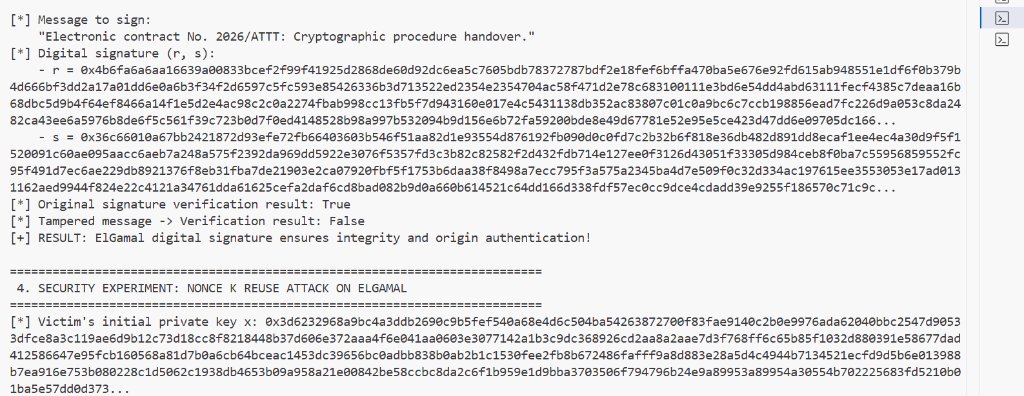 [*] Message to sign:
"Electronic contract No. 2026/ATTT: Cryptographic procedure handover."
[*] Digital signature (r, s):
- r = 0x4b6fa6a6aa16639a00833bcef2f99f41925d2868de60d92dc6ea5c7605bdb78372787bdf2e18fef6bffa470ba5e676e92fd615ab948551e1df6f0b379b
4d666bf3dd2a17a01dd6e0a6b3f34f2d6597c5fc593e85426336b3d713522ed2354e2354704ac58f471d2e78c683100111e3bd6e54dd4abd63111fecf4385c7deaa16b
68dbc5d9b4f64ef8466a14f1e5d2e4ac98c2c0a2274fbab998cc13fb5f7d943160e017e4c5431138db352ac83807c01c0a9bc6c7ccb198856ead7fc226d9a053c8da24
82ca43ee6a5976b8de6f5c561f39c723b0d7f0ed4148528b98a997b532094b9d156e6b72fa59200bde8e49d67781e52e95e5ce423d47dd6e09705dc166...
- s = 0x36c66010a67bb2421872d93efe72fb66403603b546f51aa82d1e93554d876192fb090d0c0fd7c2b32b6f818e36db482d891dd8ecaf1ee4ec4a30d9f5f1
520091c60ae095aacc6aeb7a248a575f2392da969dd5922e3076f5357fd3c3b82c82582f2d432fdb714e127ee0f3126d43051f33305d984ceb8f0ba7c55956859552fc
95f491d7ec6ae229db8921376f8eb31fba7de21903e2ca07920fbf5f1753b6daa38f8498a7ecc795f3a575a2345ba4d7e509f0c32d334ac197615ee3553053e17ad013
1162aed9944f824e22c4121a34761dda61625cefa2daf6cd8bad082b9d0a660b614521c64dd166d338fdf57ec0cc9dce4cdadd39e9255f186570c71c9c...
[*] Original signature verification result: True
[*] Tampered message -> Verification result: False
[+] RESULT: ElGamal digital signature ensures integrity and origin authentication!
===========================================================================
4. SECURITY EXPERIMENT: NONCE K REUSE ATTACK ON ELGAMAL
===========================================================================
[*] Victim's initial private key x: 0x3d6232968a9bc4a3ddb2690c9b5fef540a68e4d6c504ba54263872700f83fae9140c2b0e9976ada62040bbc2547d9053
3dfce8a3c119ae6d9b12c73d18cc8f8218448b37d606e372aaa4f6e041aa0603e3077142a1b3c9dc368926cd2aa8a2aae7d3f768ff6c65b85f1032d880391e58677dad
412586647e95fcb160568a81d7b0a6cb64bceac1453dc39656bc0adbb838b0ab2b1c1530fee2fb8b672486fafff9a8d883e28a5d4c4944b7134521ecfd9d5b6e013988
b7ea916e753b080228c1d5062c1938db4653b09a958a21e00842be58ccbc8da2c6f1b959e1d9bba3703506f794796b24e9a89953a89954a30554b702225683fd5210b0
1ba5e57dd0d373...